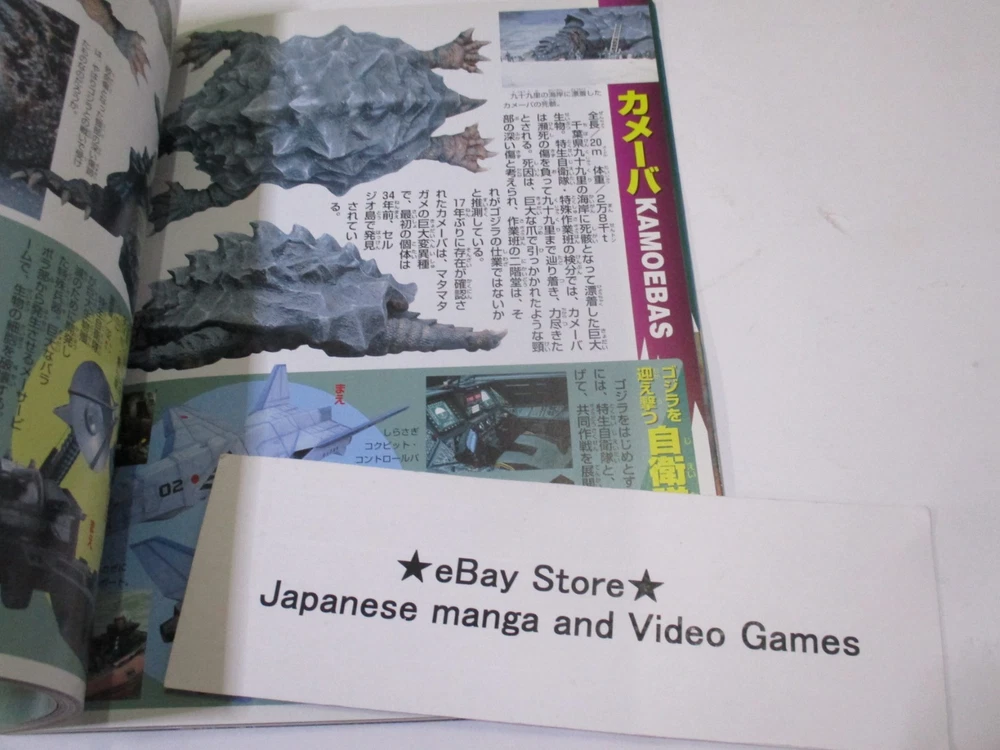 カメーバ KAMOEBAS
九十九里の海岸に漂着した
カメーバの死骸。
全長/20m 体重/2万8千t
千葉県九十九里の海岸に死骸となって漂着した巨大
生物。特生自衛隊・特殊作業班の検分では、カメーバ
は瀕死の傷を負って九十九里まで辿り着き、力尽きた
とされる。死因は、巨大な爪で引っかかれたような頸
部の深い傷と考えられ、作業班の二階堂は、そ
れがゴジラの仕業ではないか
と推測している。
17年ぶりに存在が確認さ
れたカメーバは、マタマタ
ガメの巨大変異種
で、最初の個体は
34年前、セル
ジオ島で発見
されてい
る。
ゴジラを
迎え撃つ
自衛
ゴジラをはじめとす
には、特生自衛隊と、
げて、共同作戦を展開
まえ
しらさぎ
コクピット・
コントロールパ
02
まえ
ボラ
★eBay Store★
Japanese manga and Video Games